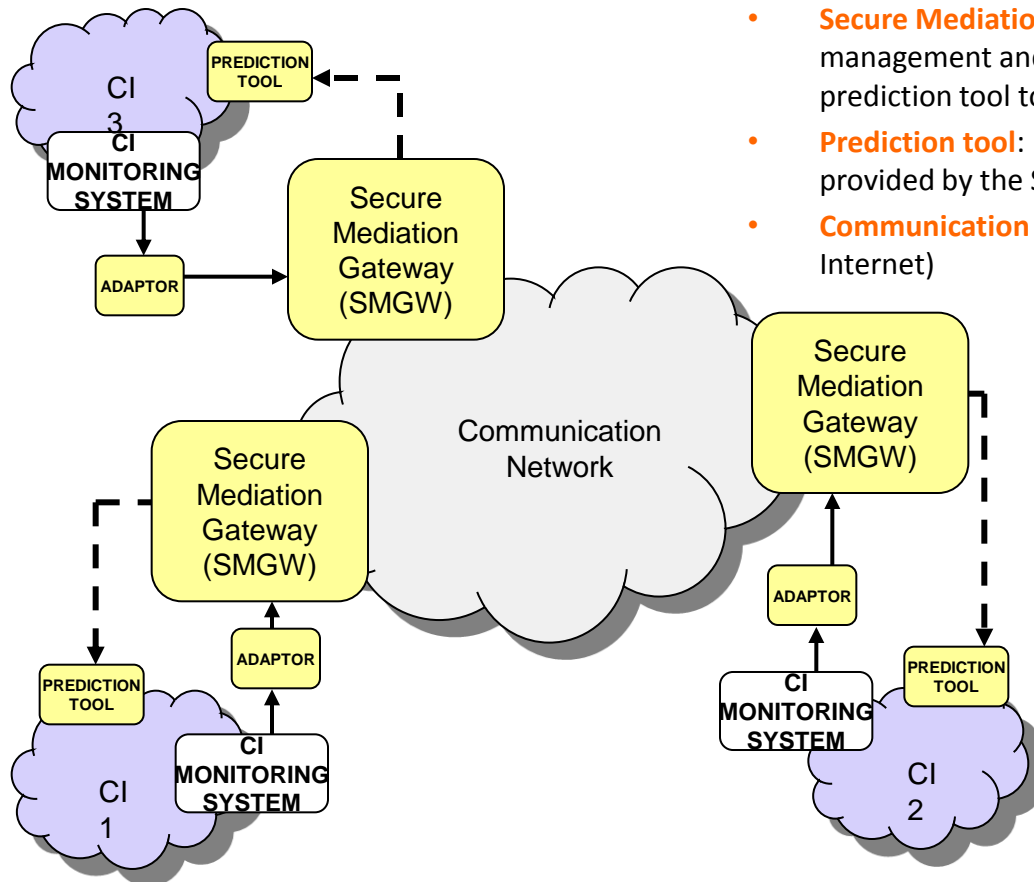 • Secure Mediatio
management and
prediction tool to
• Prediction tool:
provided by the S
• Communication
Internet)
PREDICTION
TOOL
CI
3
CI
MONITORING
SYSTEM
ADAPTOR
Secure
Mediation
Gateway
(SMGW)
Communication
Network
Secure
Mediation
Gateway
(SMGW)
Secure
Mediation
Gateway
(SMGW)
ADAPTOR
ADAPTOR
PREDICTION
TOOL
CI
MONITORING
SYSTEM
CI
1
CI
MONITORING
SYSTEM
PREDICTION
TOOL
CI
2